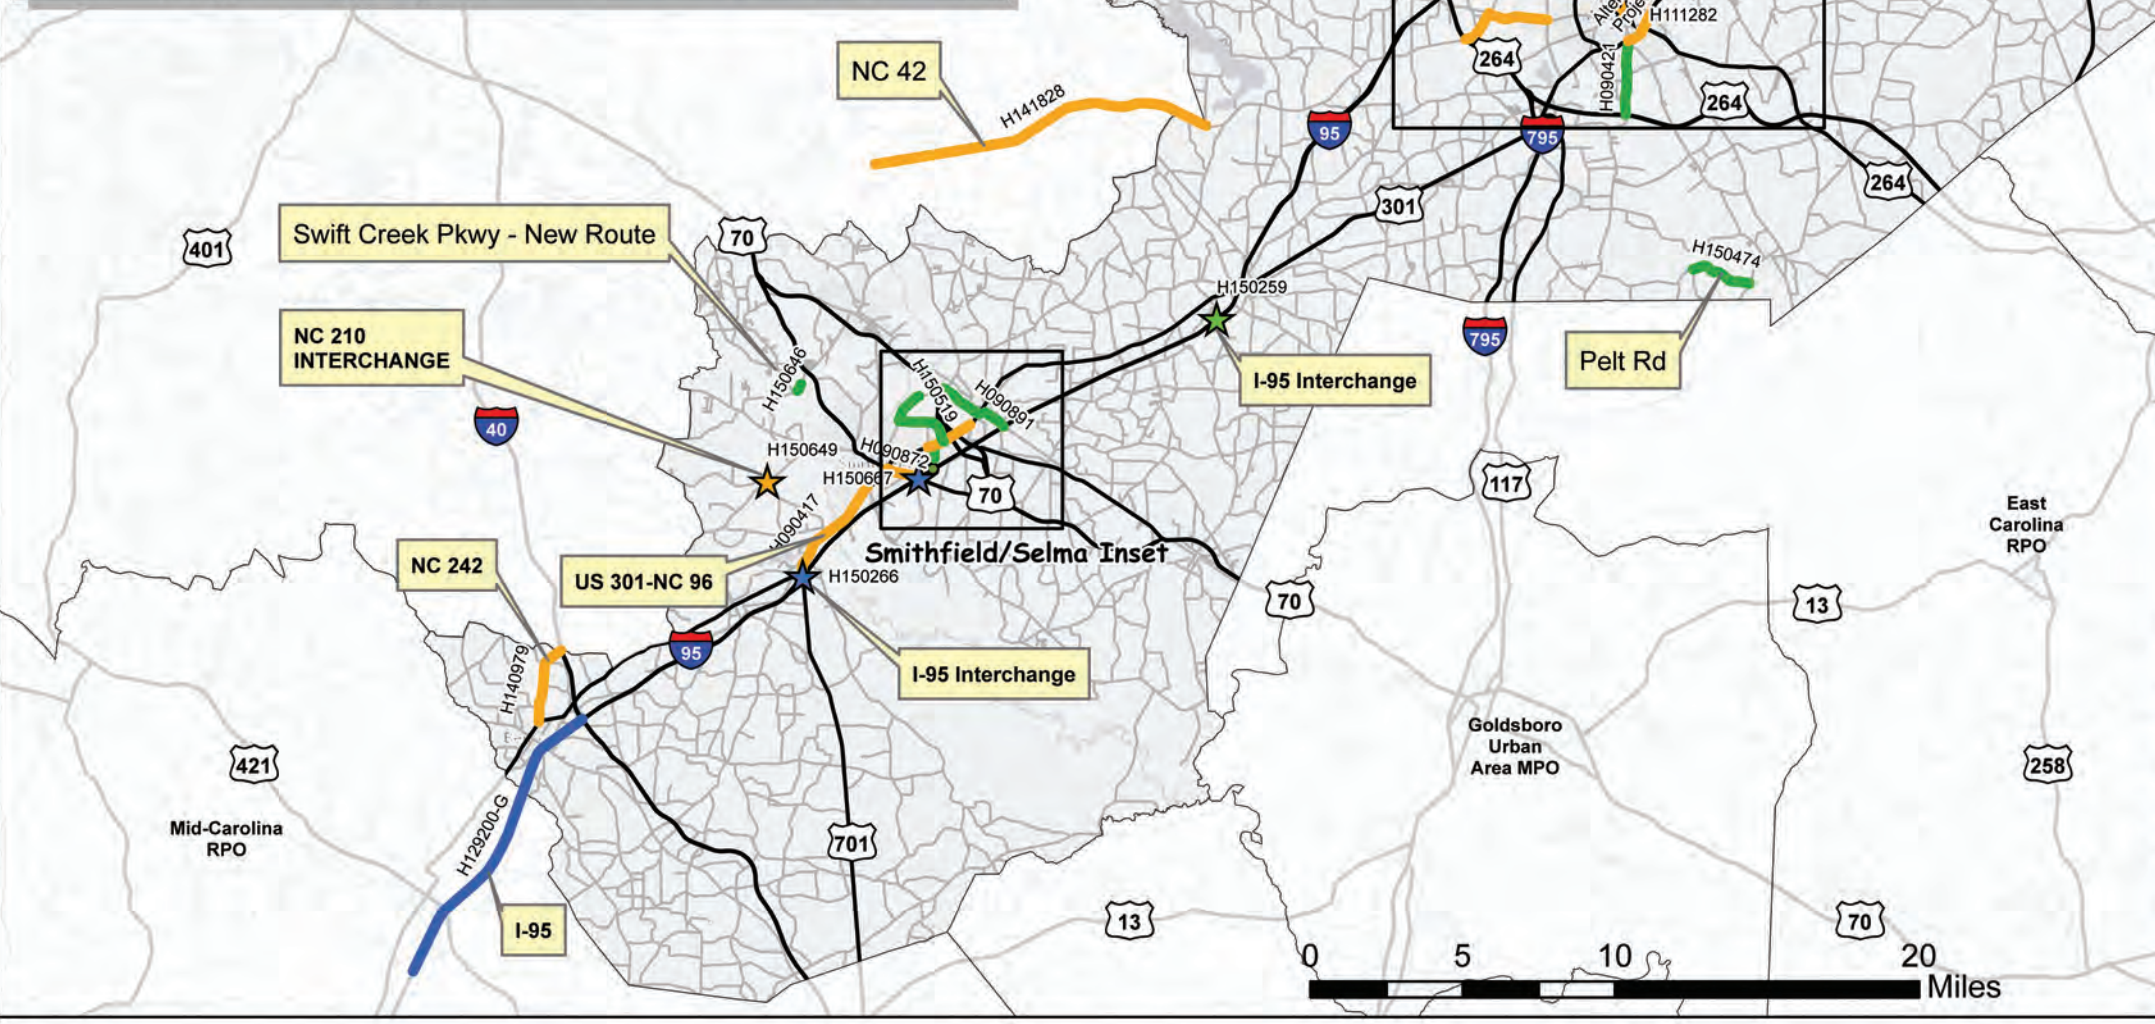 Proje
H111282
264
H090421
NC 42
H141828
95
795
264
264
301
401
Swift Creek Pkwy - New Route
70
H150474
H150259
NC 210
INTERCHANGE
795
Pelt Rd
I-95 Interchange
H150646
H150519
H090891
40
H150649
H090872
H150667
70
117
H090417
East
Carolina
RPO
Smithfield/Selma Inset
NC 242
US 301-NC 96
H150266
70
13
95
H140979
I-95 Interchange
Goldsboro
Urban
Area MPO
421
258
Mid-Carolina
RPO
H129200-G
701
I-95
13
70
0 5 10 20
Miles